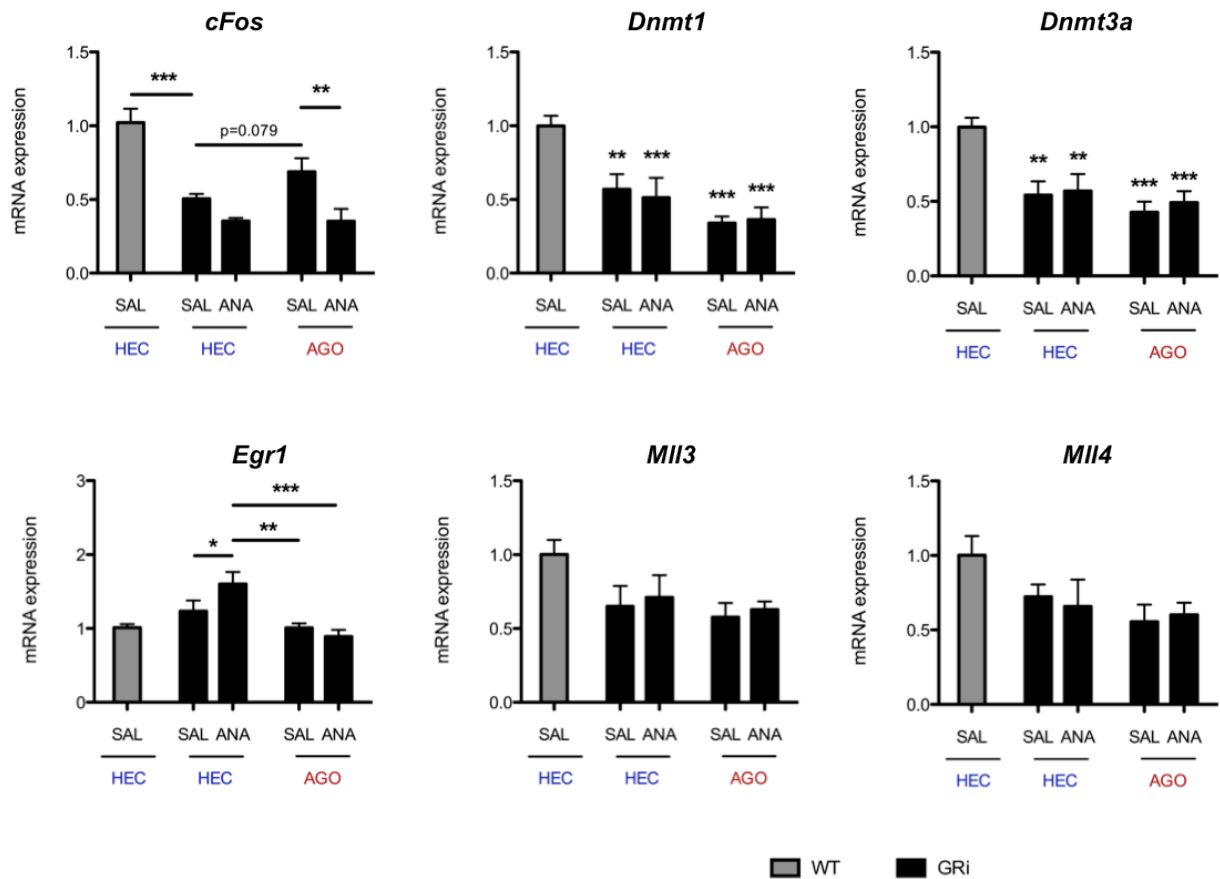 cFos
mRNA expression
1.5
1.0
0.5
0.0
***
p=0.079
**
SAL SAL ANA SAL ANA
HEC HEC AGO
Dnmt1
mRNA expression
1.5
1.0
0.5
0.0
** *** *** ***
SAL SAL ANA SAL ANA
HEC HEC AGO
Dnmt3a
mRNA expression
1.5
1.0
0.5
0.0
** ** *** ***
SAL SAL ANA SAL ANA
HEC HEC AGO
Egr1
mRNA expression
3
2
1
0
***
**
*
SAL SAL ANA SAL ANA
HEC HEC AGO
Mll3
mRNA expression
1.5
1.0
0.5
0.0
SAL SAL ANA SAL ANA
HEC HEC AGO
Mll4
mRNA expression
1.5
1.0
0.5
0.0
SAL SAL ANA SAL ANA
HEC HEC AGO
WT GRi